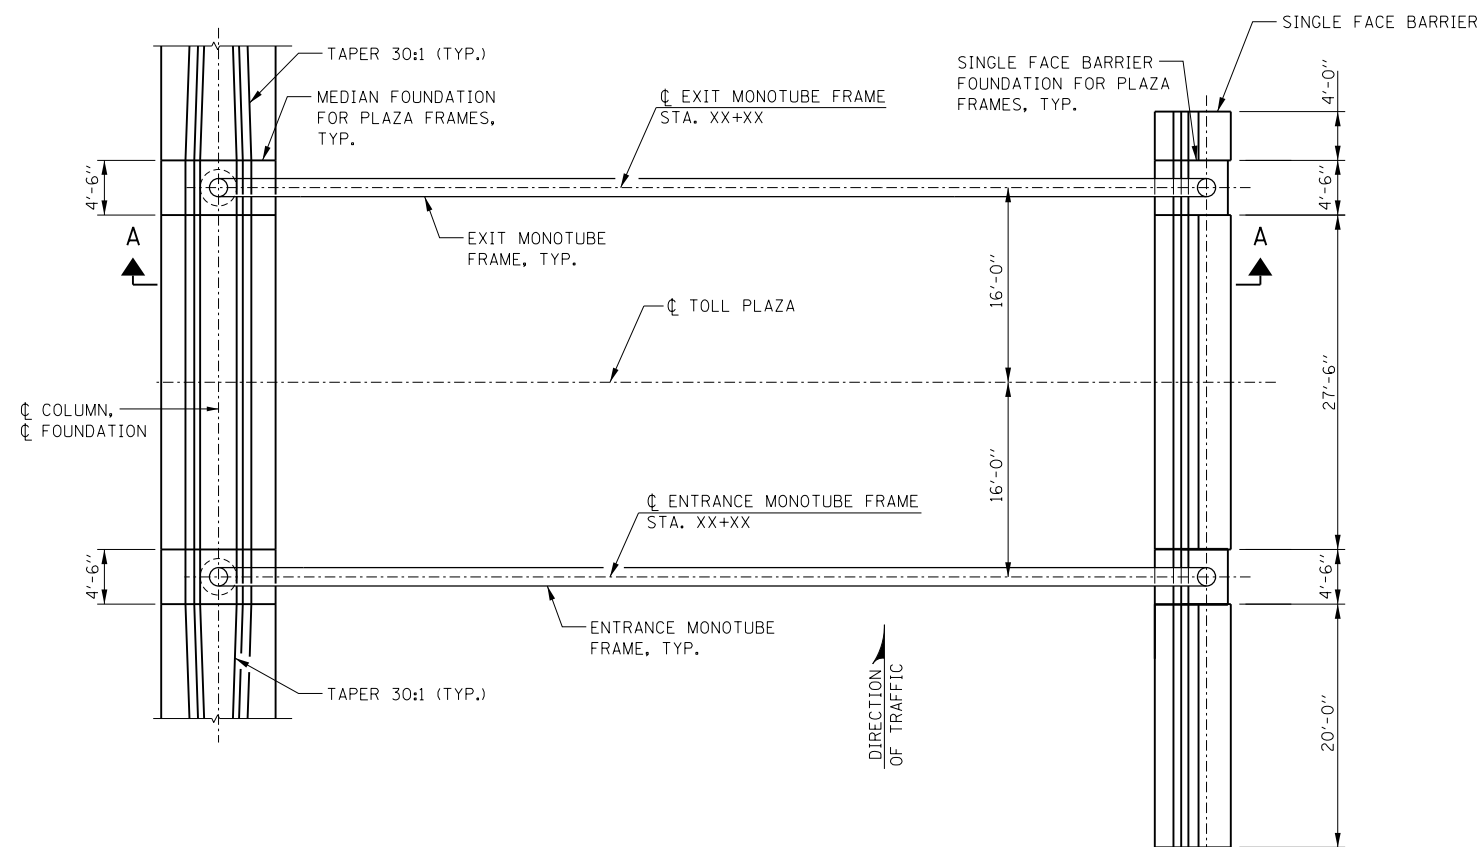 SINGLE FACE BARRIER
TAPER 30:1 (TYP.)
SINGLE FACE BARRIER
FOUNDATION FOR PLAZA
FRAMES, TYP.
MEDIAN FOUNDATION
FOR PLAZA FRAMES,
TYP.
℄ EXIT MONOTUBE FRAME
STA. XX+XX
4'-0"
4'-6"
4'-6"
EXIT MONOTUBE
FRAME, TYP.
A
A
16'-0"
℄ TOLL PLAZA
27'-6"
℄ COLUMN,
℄ FOUNDATION
16'-0"
℄ ENTRANCE MONOTUBE FRAME
STA. XX+XX
4'-6"
4'-6"
ENTRANCE MONOTUBE
FRAME, TYP.
TAPER 30:1 (TYP.)
DIRECTION
OF TRAFFIC
20'-0"